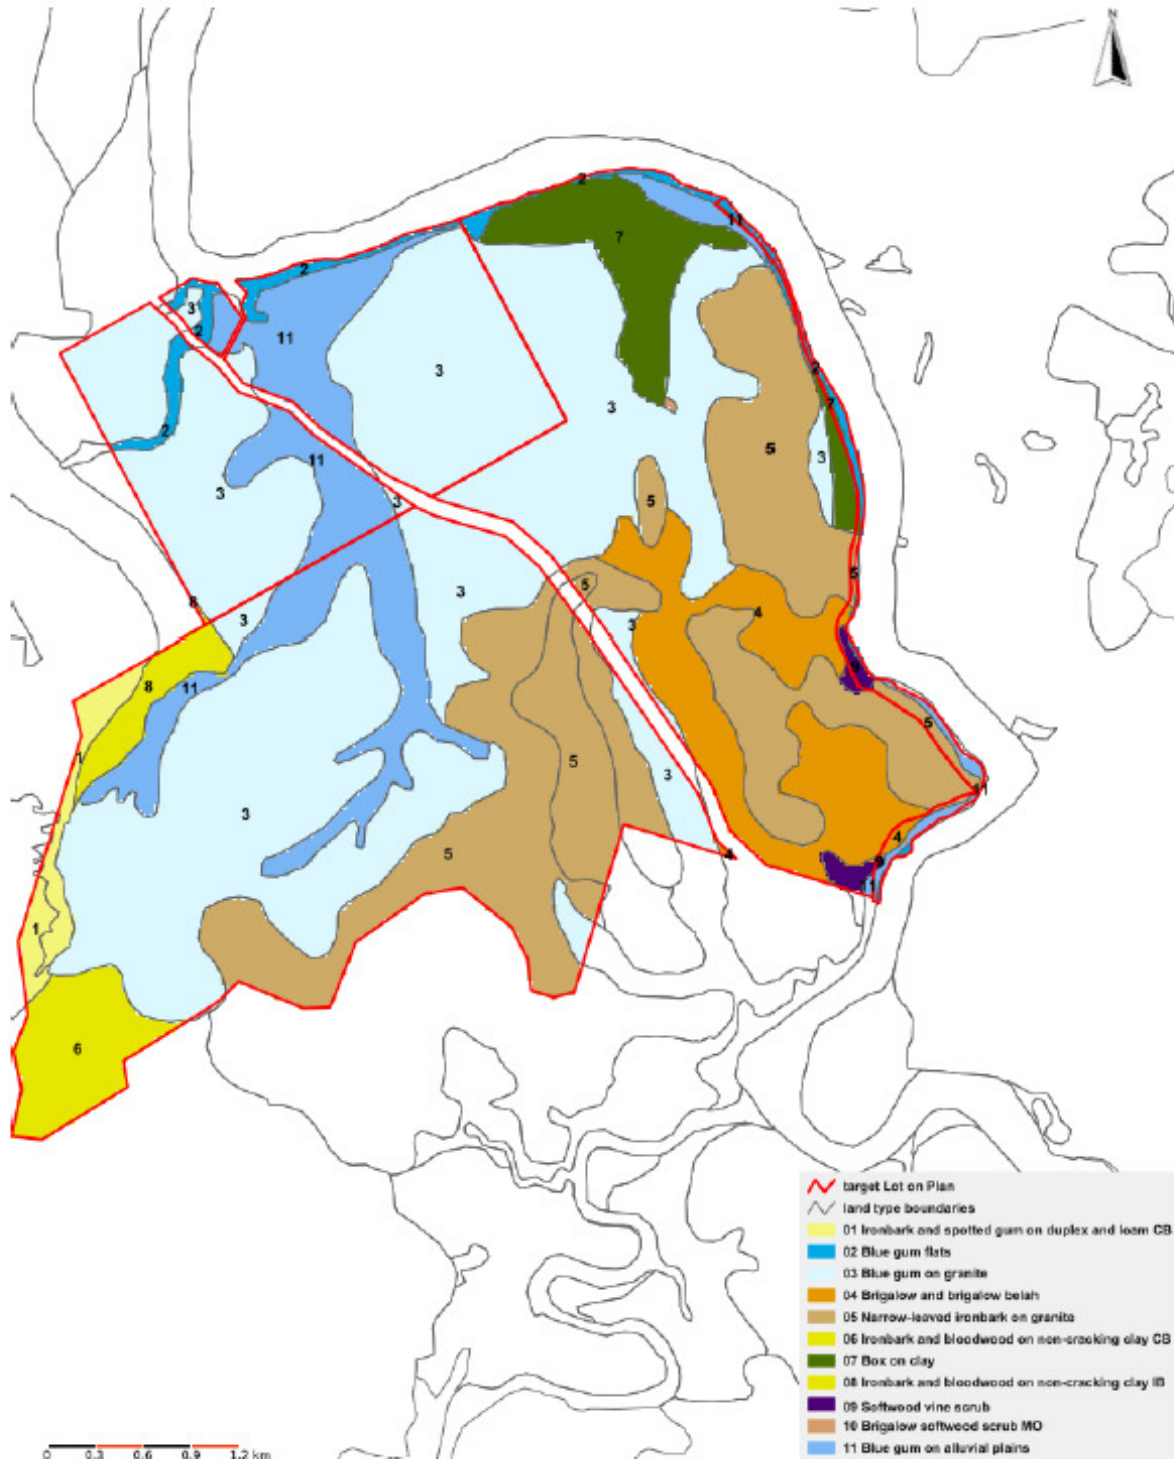 N
2
11
7
2
3
2
11
3
2
3
7
5
3
2
11
3
5
3
3
5
8
3
3
5
4
3
9
8
11
5
1
5
3
11
3
5
4
4
9
11
1
6
target Lot on Plan
land type boundaries
01 Ironbark and spotted gum on duplex and loam CB
02 Blue gum flats
03 Blue gum on granite
04 Brigalow and brigalow belah
05 Narrow-leaved ironbark on granite
06 Ironbark and bloodwood on non-cracking clay CB
07 Box on clay
08 Ironbark and bloodwood on non-cracking clay IB
09 Softwood vine scrub
10 Brigalow softwood scrub MO
11 Blue gum on alluvial plains
0 0.3 0.6 0.9 1.2 km